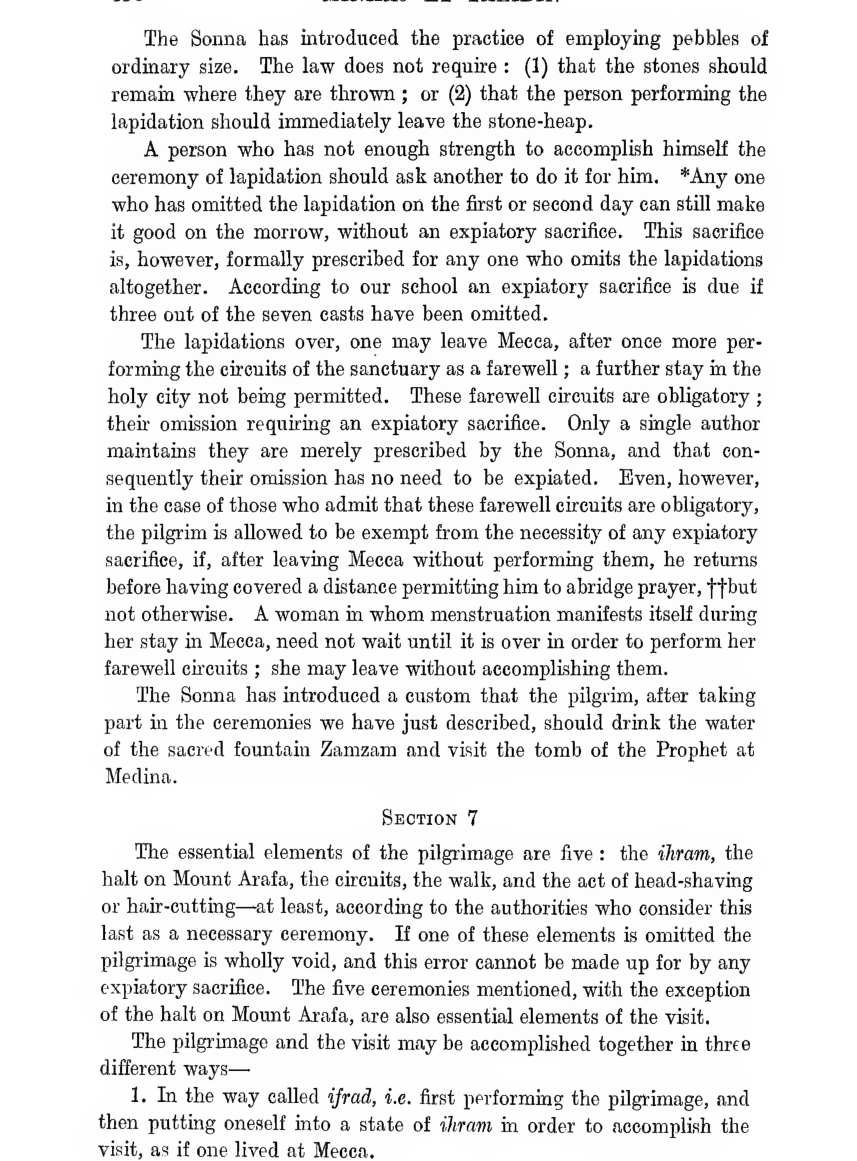 The Sonna has introduced the practice of employing pebbles of
ordinary size. The law does not require : (1) that the stones should
remain where they are thrown ; or (2) that the person performing the
lapidation should immediately leave the stone-heap.
A person who has not enough strength to accomplish himself the
ceremony of lapidation should ask another to do it for him. *Any one
who has omitted the lapidation on the first or second day can still make
it good on the morrow, without an expiatory sacrifice. This sacrifice
is, however, formally prescribed for any one who omits the lapidations
altogether. According to our school an expiatory sacrifice is due if
three out of the seven casts have been omitted.
The lapidations over, one may leave Mecca, after once more per-
forming the circuits of the sanctuary as a farewell ; a further stay in the
holy city not being permitted. These farewell circuits are obligatory ;
their omission requiring an expiatory sacrifice. Only a single author
maintains they are merely prescribed by the Sonna, and that con-
sequently their omission has no need to be expiated. Even, however,
in the case of those who admit that these farewell circuits are obligatory,
the pilgrim is allowed to be exempt from the necessity of any expiatory
sacrifice, if, after leaving Mecca without performing them, he returns
before having covered a distance permitting him to abridge prayer, ††but
not otherwise. A woman in whom menstruation manifests itself during
her stay in Mecca, need not wait until it is over in order to perform her
farewell circuits ; she may leave without accomplishing them.
The Sonna has introduced a custom that the pilgrim, after taking
part in the ceremonies we have just described, should drink the water
of the sacred fountain Zamzam and visit the tomb of the Prophet at
Medina.
SECTION 7
The essential elements of the pilgrimage are five : the ihram, the
halt on Mount Arafa, the circuits, the walk, and the act of head-shaving
or hair-cutting—at least, according to the authorities who consider this
last as a necessary ceremony. If one of these elements is omitted the
pilgrimage is wholly void, and this error cannot be made up for by any
expiatory sacrifice. The five ceremonies mentioned, with the exception
of the halt on Mount Arafa, are also essential elements of the visit.
The pilgrimage and the visit may be accomplished together in three
different ways—
1. In the way called ifrad, i.e. first performing the pilgrimage, and
then putting oneself into a state of ihram in order to accomplish the
visit, as if one lived at Mecca.